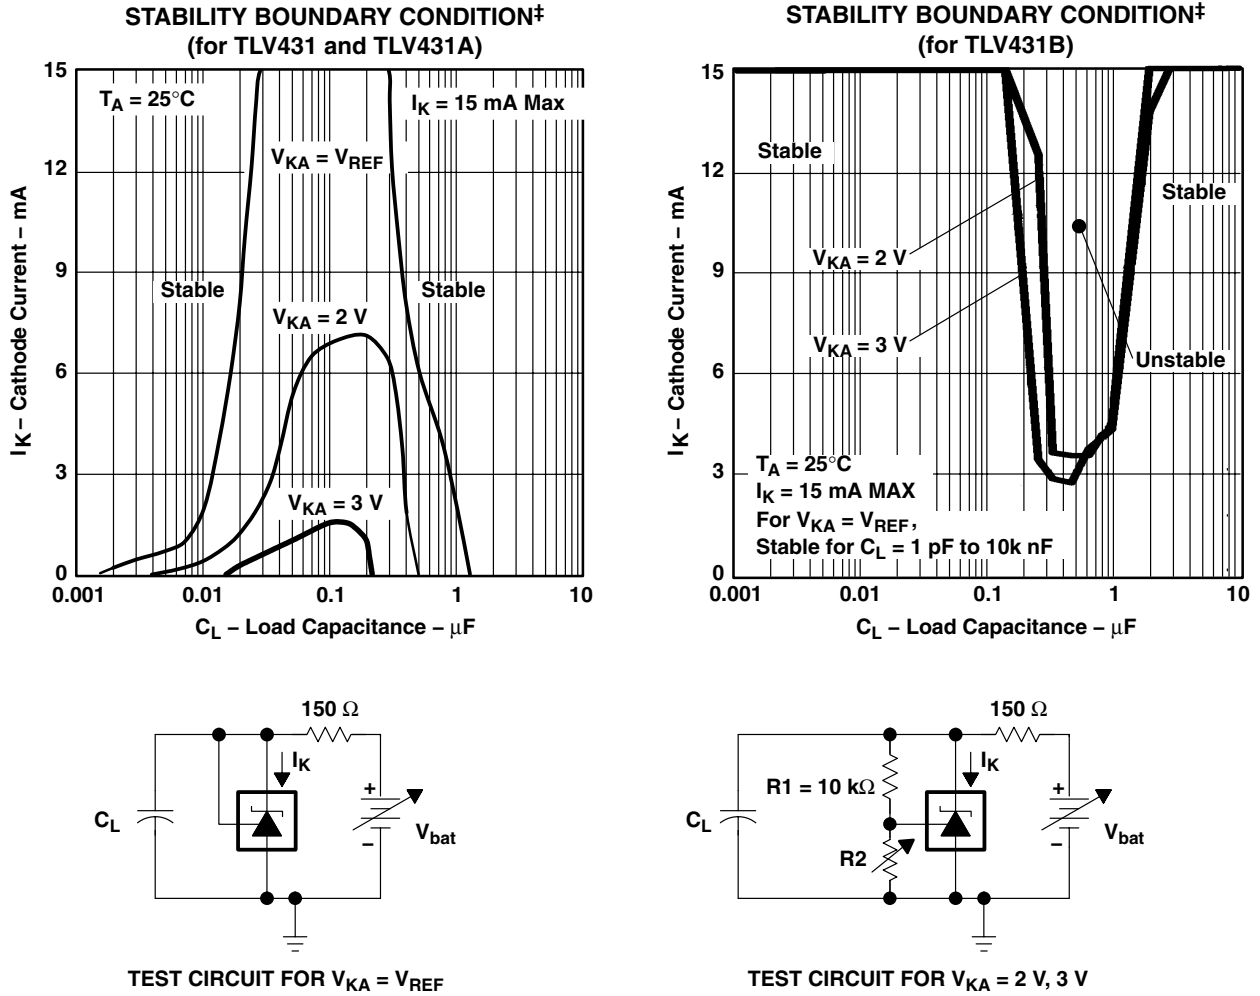 STABILITY BOUNDARY CONDITION‡
(for TLV431 and TLV431A)
15
12
9
6
3
0
I_K – Cathode Current – mA
T_A = 25°C
I_K = 15 mA Max
V_KA = V_REF
Stable
Stable
V_KA = 2 V
V_KA = 3 V
0.001
0.01
0.1
1
10
C_L – Load Capacitance – μF
STABILITY BOUNDARY CONDITION‡
(for TLV431B)
15
12
9
6
3
0
I_K – Cathode Current – mA
Stable
Stable
V_KA = 2 V
V_KA = 3 V
Unstable
T_A = 25°C
I_K = 15 mA MAX
For V_KA = V_REF,
Stable for C_L = 1 pF to 10k nF
0.001
0.01
0.1
1
10
C_L – Load Capacitance – μF
150 Ω
I_K
C_L
+
–
V_bat
TEST CIRCUIT FOR V_KA = V_REF
150 Ω
I_K
R1 = 10 kΩ
C_L
R2
+
–
V_bat
TEST CIRCUIT FOR V_KA = 2 V, 3 V